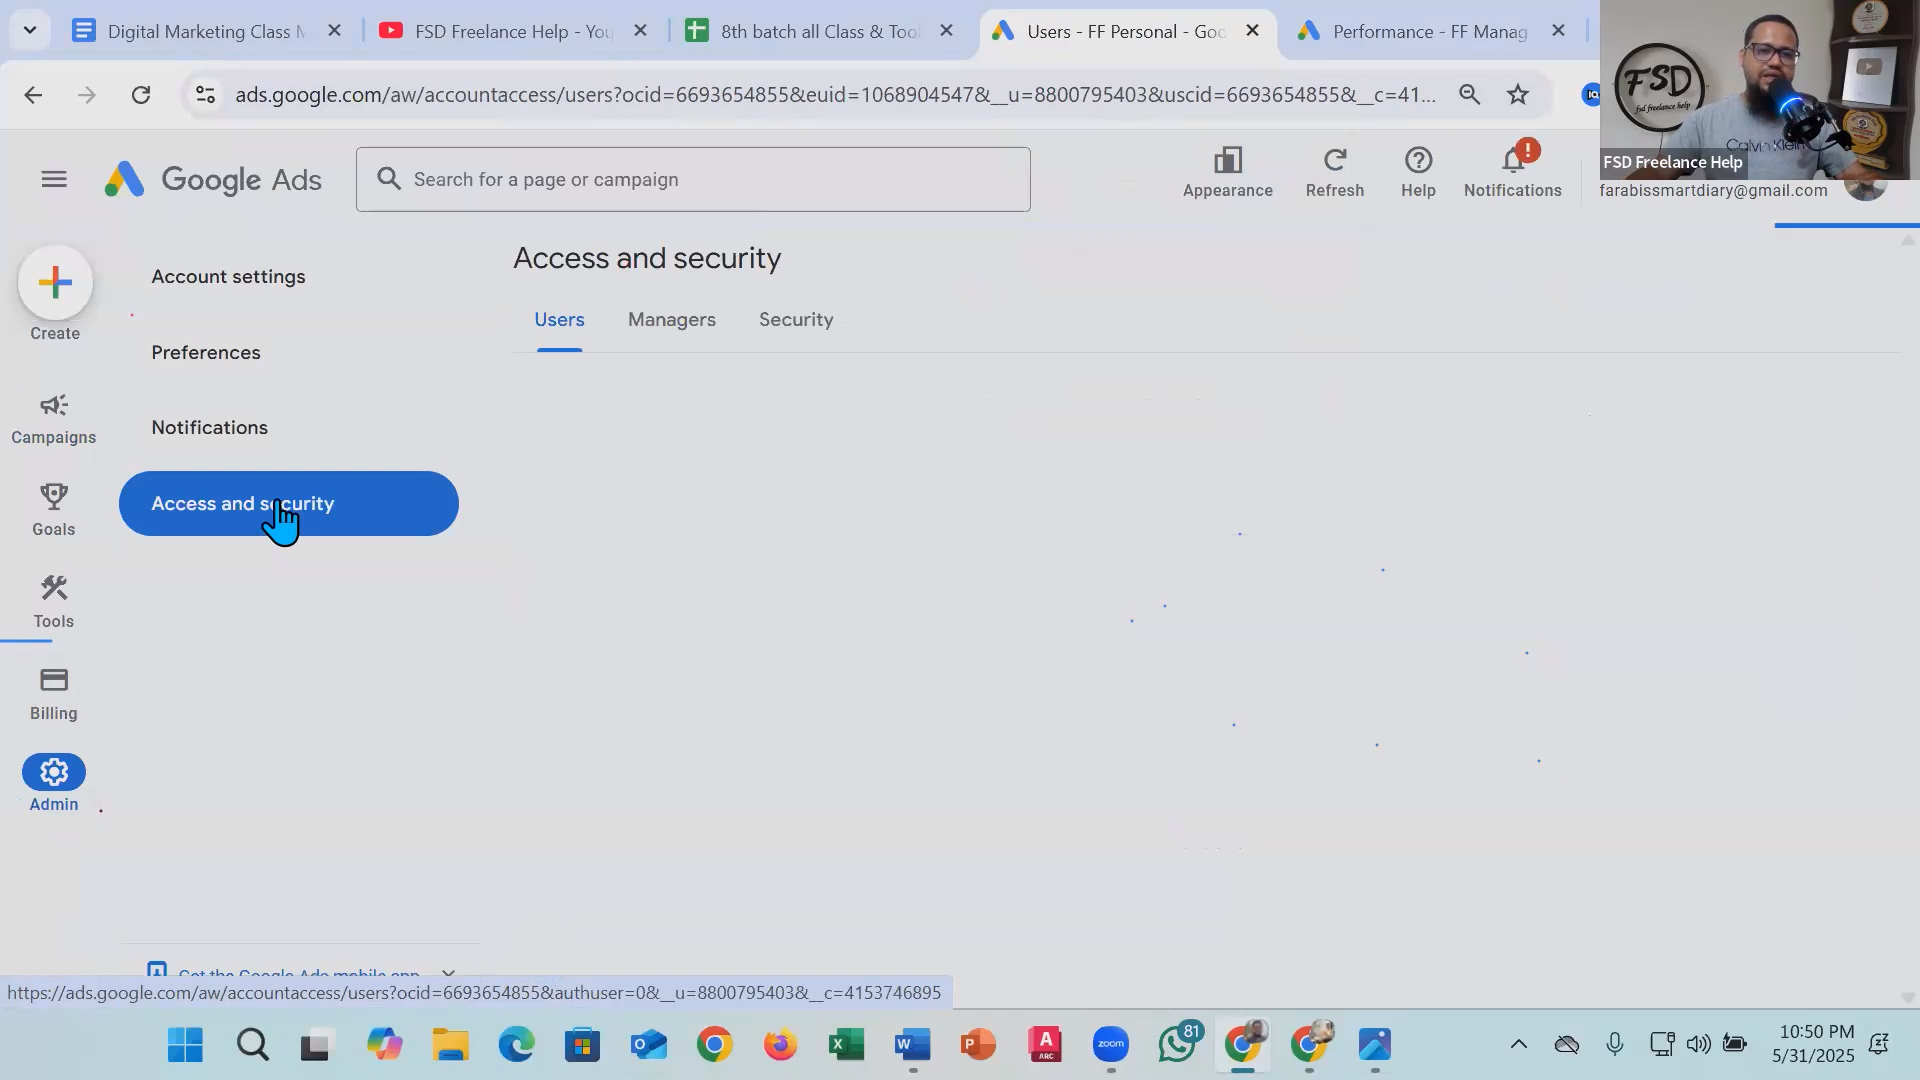 Digital Marketing Class M
FSD Freelance Help - You
8th batch all Class & Tool
Users - FF Personal - Goo
Performance - FF Manag
ads.google.com/aw/accountaccess/users?ocid=6693654855&euid=1068904547&__u=8800795403&uscid=6693654855&__c=41...
FSD
fsd freelance help
Calvin Klein
FSD Freelance Help
Google Ads
Search for a page or campaign
Appearance
Refresh
Help
Notifications
farabissmartdiary@gmail.com
Create
Campaigns
Goals
Tools
Billing
Admin
Account settings
Preferences
Notifications
Access and security
Access and security
Users
Managers
Security
Get the Google Ads mobile app
https://ads.google.com/aw/accountaccess/users?ocid=6693654855&authuser=0&__u=8800795403&__c=4153746895
zoom
81
10:50 PM
5/31/2025